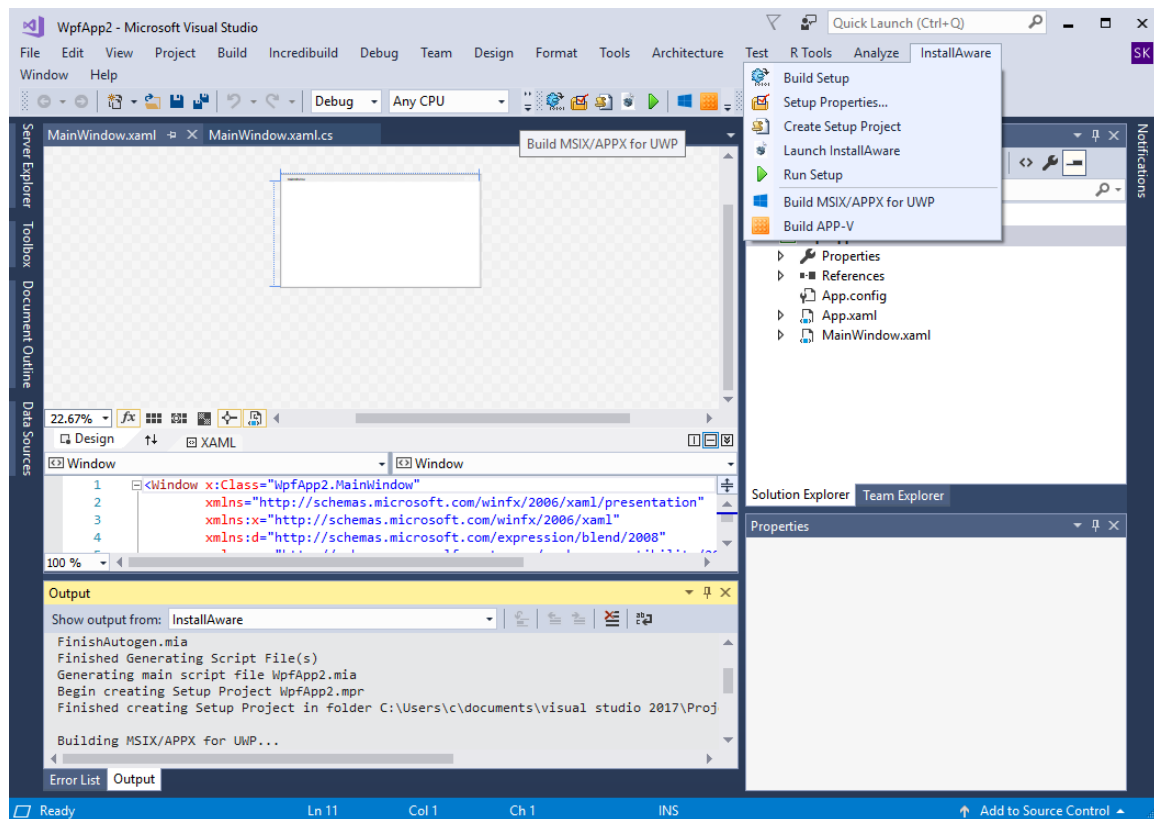 WpfApp2 - Microsoft Visual Studio
Quick Launch (Ctrl+Q)
File Edit View Project Build Incredibuild Debug Team Design Format Tools Architecture Test R Tools Analyze InstallAware SK
Window Help
Debug Any CPU
Build Setup
Setup Properties...
Create Setup Project
Launch InstallAware
Run Setup
Build MSIX/APPX for UWP
Build APP-V
Server Explorer
Toolbox
Document Outline
Data Sources
MainWindow.xaml MainWindow.xaml.cs
Build MSIX/APPX for UWP
Notifications
Properties
References
App.config
App.xaml
MainWindow.xaml
22.67% fx
Design XAML
Window Window
1 <Window x:Class="WpfApp2.MainWindow"
2 xmlns="http://schemas.microsoft.com/winfx/2006/xaml/presentation"
3 xmlns:x="http://schemas.microsoft.com/winfx/2006/xaml"
4 xmlns:d="http://schemas.microsoft.com/expression/blend/2008"
100 %
Solution Explorer Team Explorer
Properties
Output
Show output from: InstallAware
FinishAutogen.mia
Finished Generating Script File(s)
Generating main script file WpfApp2.mia
Begin creating Setup Project WpfApp2.mpr
Finished creating Setup Project in folder C:\Users\c\documents\visual studio 2017\Proj
Building MSIX/APPX for UWP...
Error List Output
Ready Ln 11 Col 1 Ch 1 INS Add to Source Control